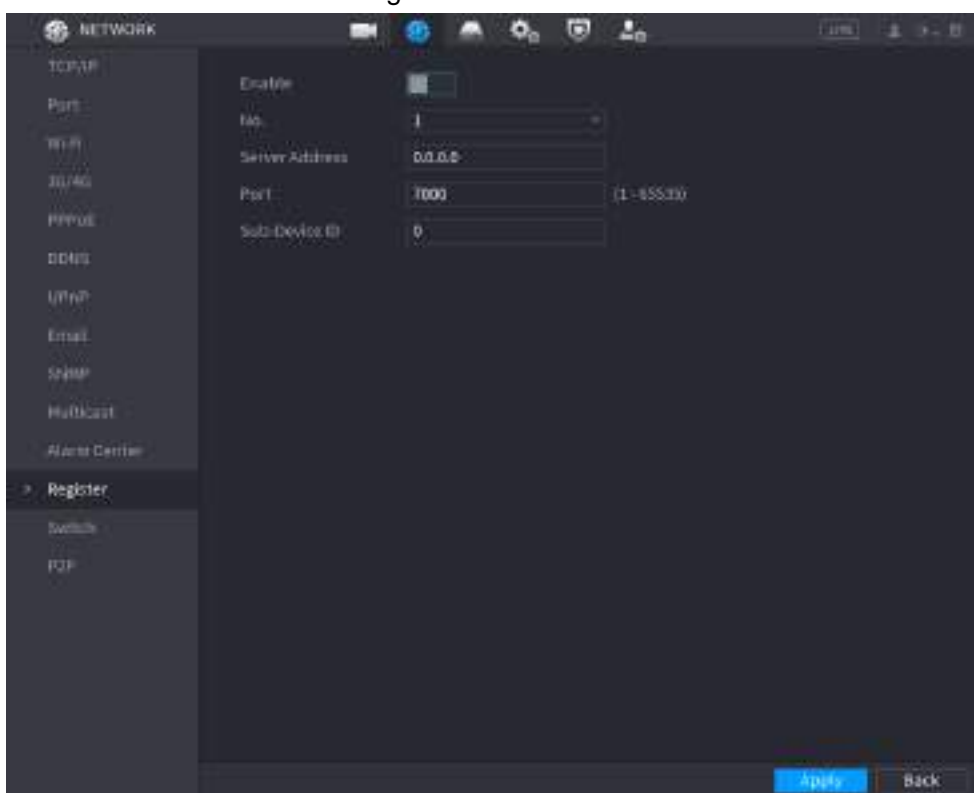 NETWORK
LIVE
TCP/IP
Port
Wi-Fi
3G/4G
PPPoE
DDNS
UPnP
Email
SNMP
Multicast
Alarm Center
Register
Switch
P2P
Enable
No. 1
Server Address 0.0.0.0
Port 7000 (1 - 65535)
Sub-Device ID 0
Apply Back